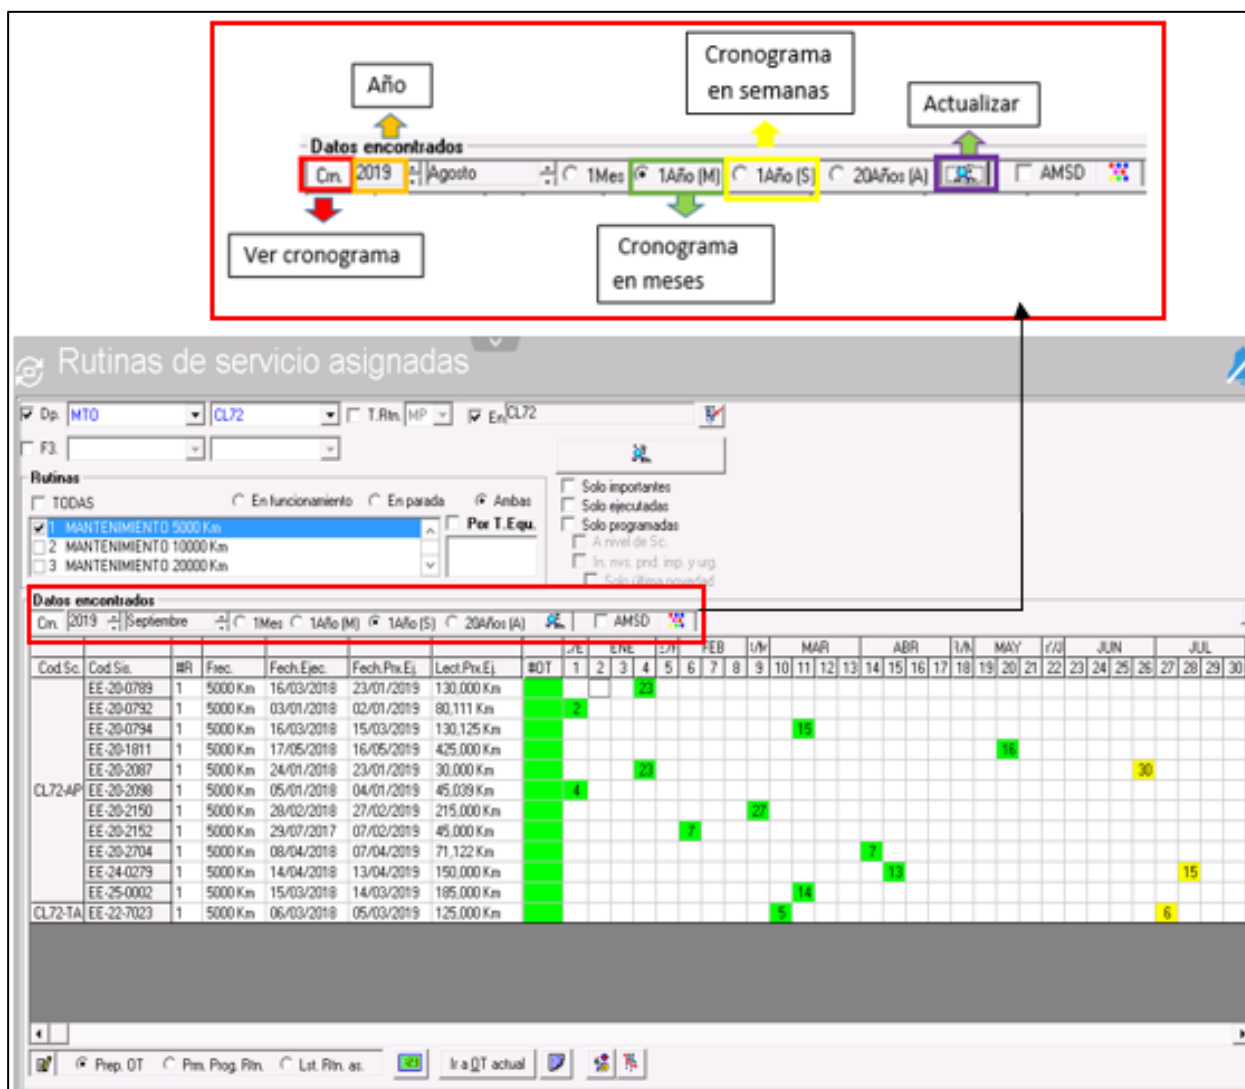 Cronograma
en semanas
Año
Actualizar
Datos encontrados
Crn. 2019 Agosto 1Mes 1Año (M) 1Año (S) 20Años (A) AMSD
Ver cronograma
Cronograma
en meses
Rutinas de servicio asignadas
Dp. MTO CL72 T.Rtn. MP En CL72
F3.
Rutinas
TODAS En funcionamiento En parada Ambas
1 MANTENIMIENTO 5000 Km Por T.Equ.
2 MANTENIMIENTO 10000 Km
3 MANTENIMIENTO 20000 Km
Solo importantes
Solo ejecutadas
Solo programadas
A nivel de Sc.
In. nvs. pnd. imp. y urg.
Solo última novedad
Datos encontrados
Crn. 2019 Septiembre 1Mes 1Año (M) 1Año (S) 20Años (A) AMSD
ENE FEB MAR ABR MAY JUN JUL
Cod.Sc. Cod.Sis. #R Frec. Fech.Ejec. Fech.Prx.Ej. Lect.Prx.Ej. #OT 1 2 3 4 5 6 7 8 9 10 11 12 13 14 15 16 17 18 19 20 21 22 23 24 25 26 27 28 29 30
EE-20-0789 1 5000 Km 16/03/2018 23/01/2019 130,000 Km 23
EE-20-0792 1 5000 Km 03/01/2018 02/01/2019 80,111 Km 2
EE-20-0794 1 5000 Km 16/03/2018 15/03/2019 130,125 Km 15
EE-20-1811 1 5000 Km 17/05/2018 16/05/2019 425,000 Km 16
EE-20-2087 1 5000 Km 24/01/2018 23/01/2019 30,000 Km 23 30
CL72-AP EE-20-2098 1 5000 Km 05/01/2018 04/01/2019 45,039 Km 4
EE-20-2150 1 5000 Km 28/02/2018 27/02/2019 215,000 Km 27
EE-20-2152 1 5000 Km 29/07/2017 07/02/2019 45,000 Km 7
EE-20-2704 1 5000 Km 08/04/2018 07/04/2019 71,122 Km 7
EE-24-0279 1 5000 Km 14/04/2018 13/04/2019 150,000 Km 13 15
EE-25-0002 1 5000 Km 15/03/2018 14/03/2019 185,000 Km 14
CL72-TA EE-22-7023 1 5000 Km 06/03/2018 05/03/2019 125,000 Km 5 6
Prep. OT Prm. Prog. Rtn. Lst. Rtn. as. Ir a OT actual